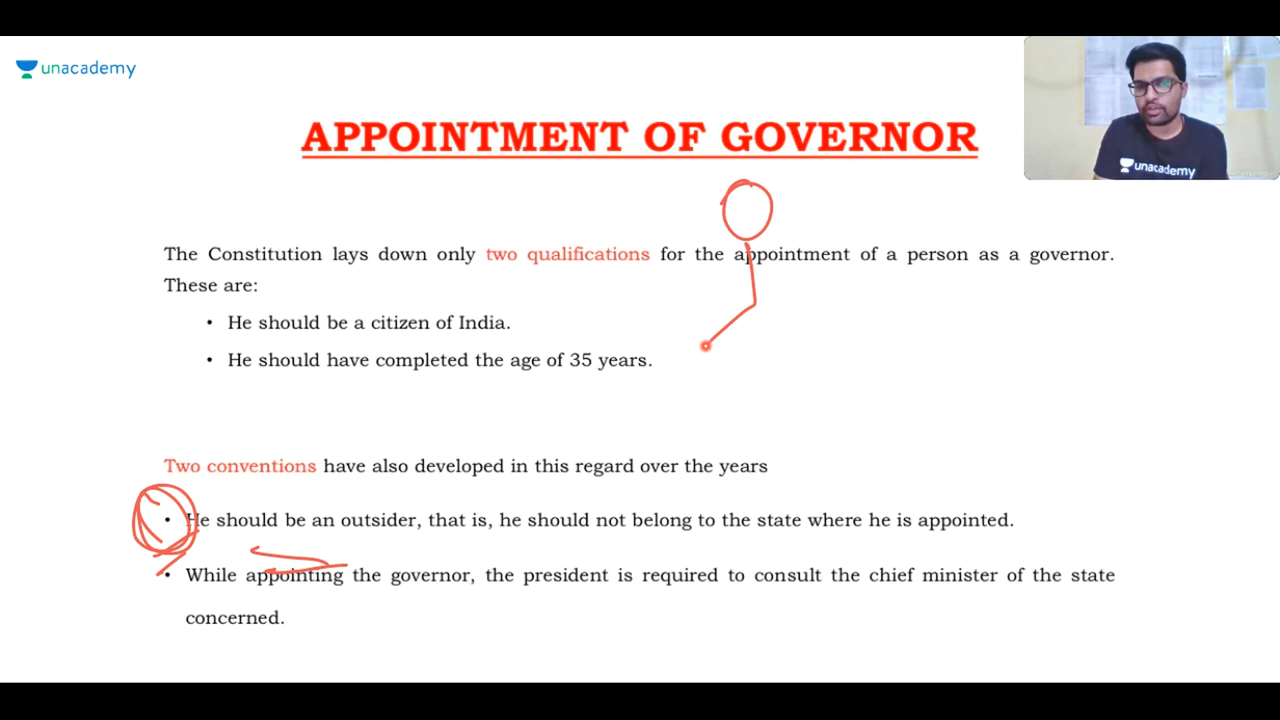 unacademy
APPOINTMENT OF GOVERNOR
unacademy
The Constitution lays down only two qualifications for the appointment of a person as a governor.
These are:
• He should be a citizen of India.
• He should have completed the age of 35 years.
Two conventions have also developed in this regard over the years
• He should be an outsider, that is, he should not belong to the state where he is appointed.
• While appointing the governor, the president is required to consult the chief minister of the state
concerned.